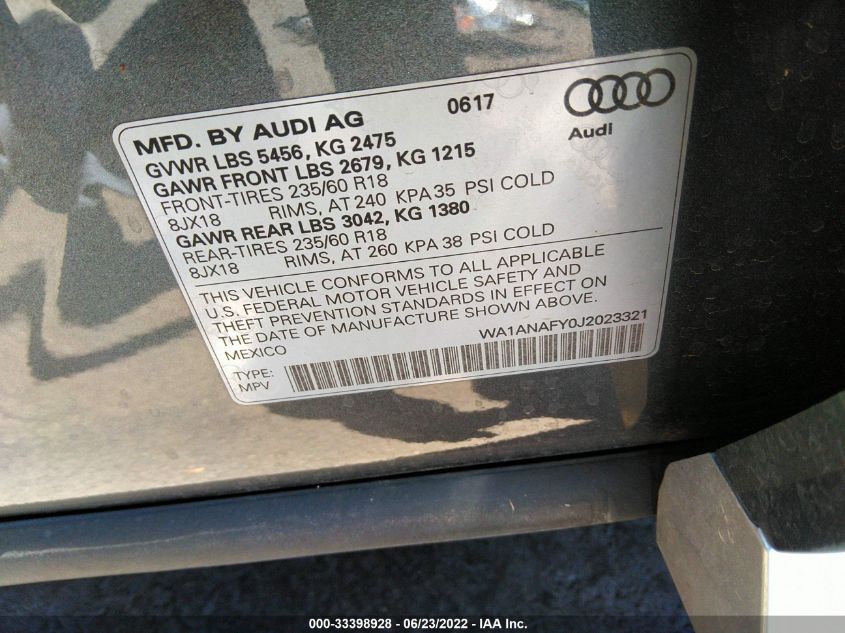 MFD. BY AUDI AG 0617
Audi
GVWR LBS 5456, KG 2475
GAWR FRONT LBS 2679, KG 1215
FRONT-TIRES 235/60 R18
8JX18 RIMS, AT 240 KPA 35 PSI COLD
GAWR REAR LBS 3042, KG 1380
REAR-TIRES 235/60 R18
8JX18 RIMS, AT 260 KPA 38 PSI COLD
THIS VEHICLE CONFORMS TO ALL APPLICABLE
U.S. FEDERAL MOTOR VEHICLE SAFETY AND
THEFT PREVENTION STANDARDS IN EFFECT ON
THE DATE OF MANUFACTURE SHOWN ABOVE.
MEXICO WA1ANAFY0J2023321
TYPE:
MPV
000-33398928 - 06/23/2022 - IAA Inc.